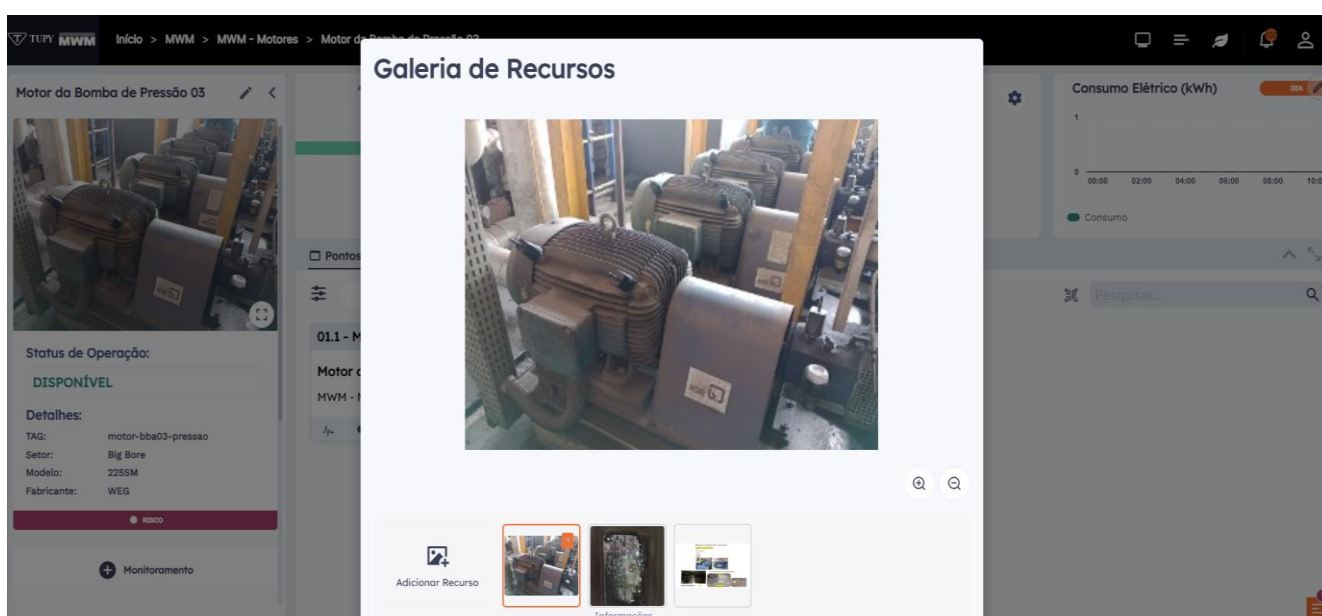 TUPY MWM Início > MWM > MWM - Motores > Motor da Bomba de Pressão 03
Motor da Bomba de Pressão 03
Status de Operação:
DISPONÍVEL
Detalhes:
TAG: motor-bba03-pressao
Setor: Big Bore
Modelo: 225SM
Fabricante: WEG
RISCO
Monitoramento
Pontos
01.1 - M
Motor d
MWM - M
Galeria de Recursos
KSB
Adicionar Recurso
Informações
Consumo Elétrico (kWh)
DIA
1
0
00:00 02:00 04:00 06:00 08:00 10:0
Consumo
Pesquisar...